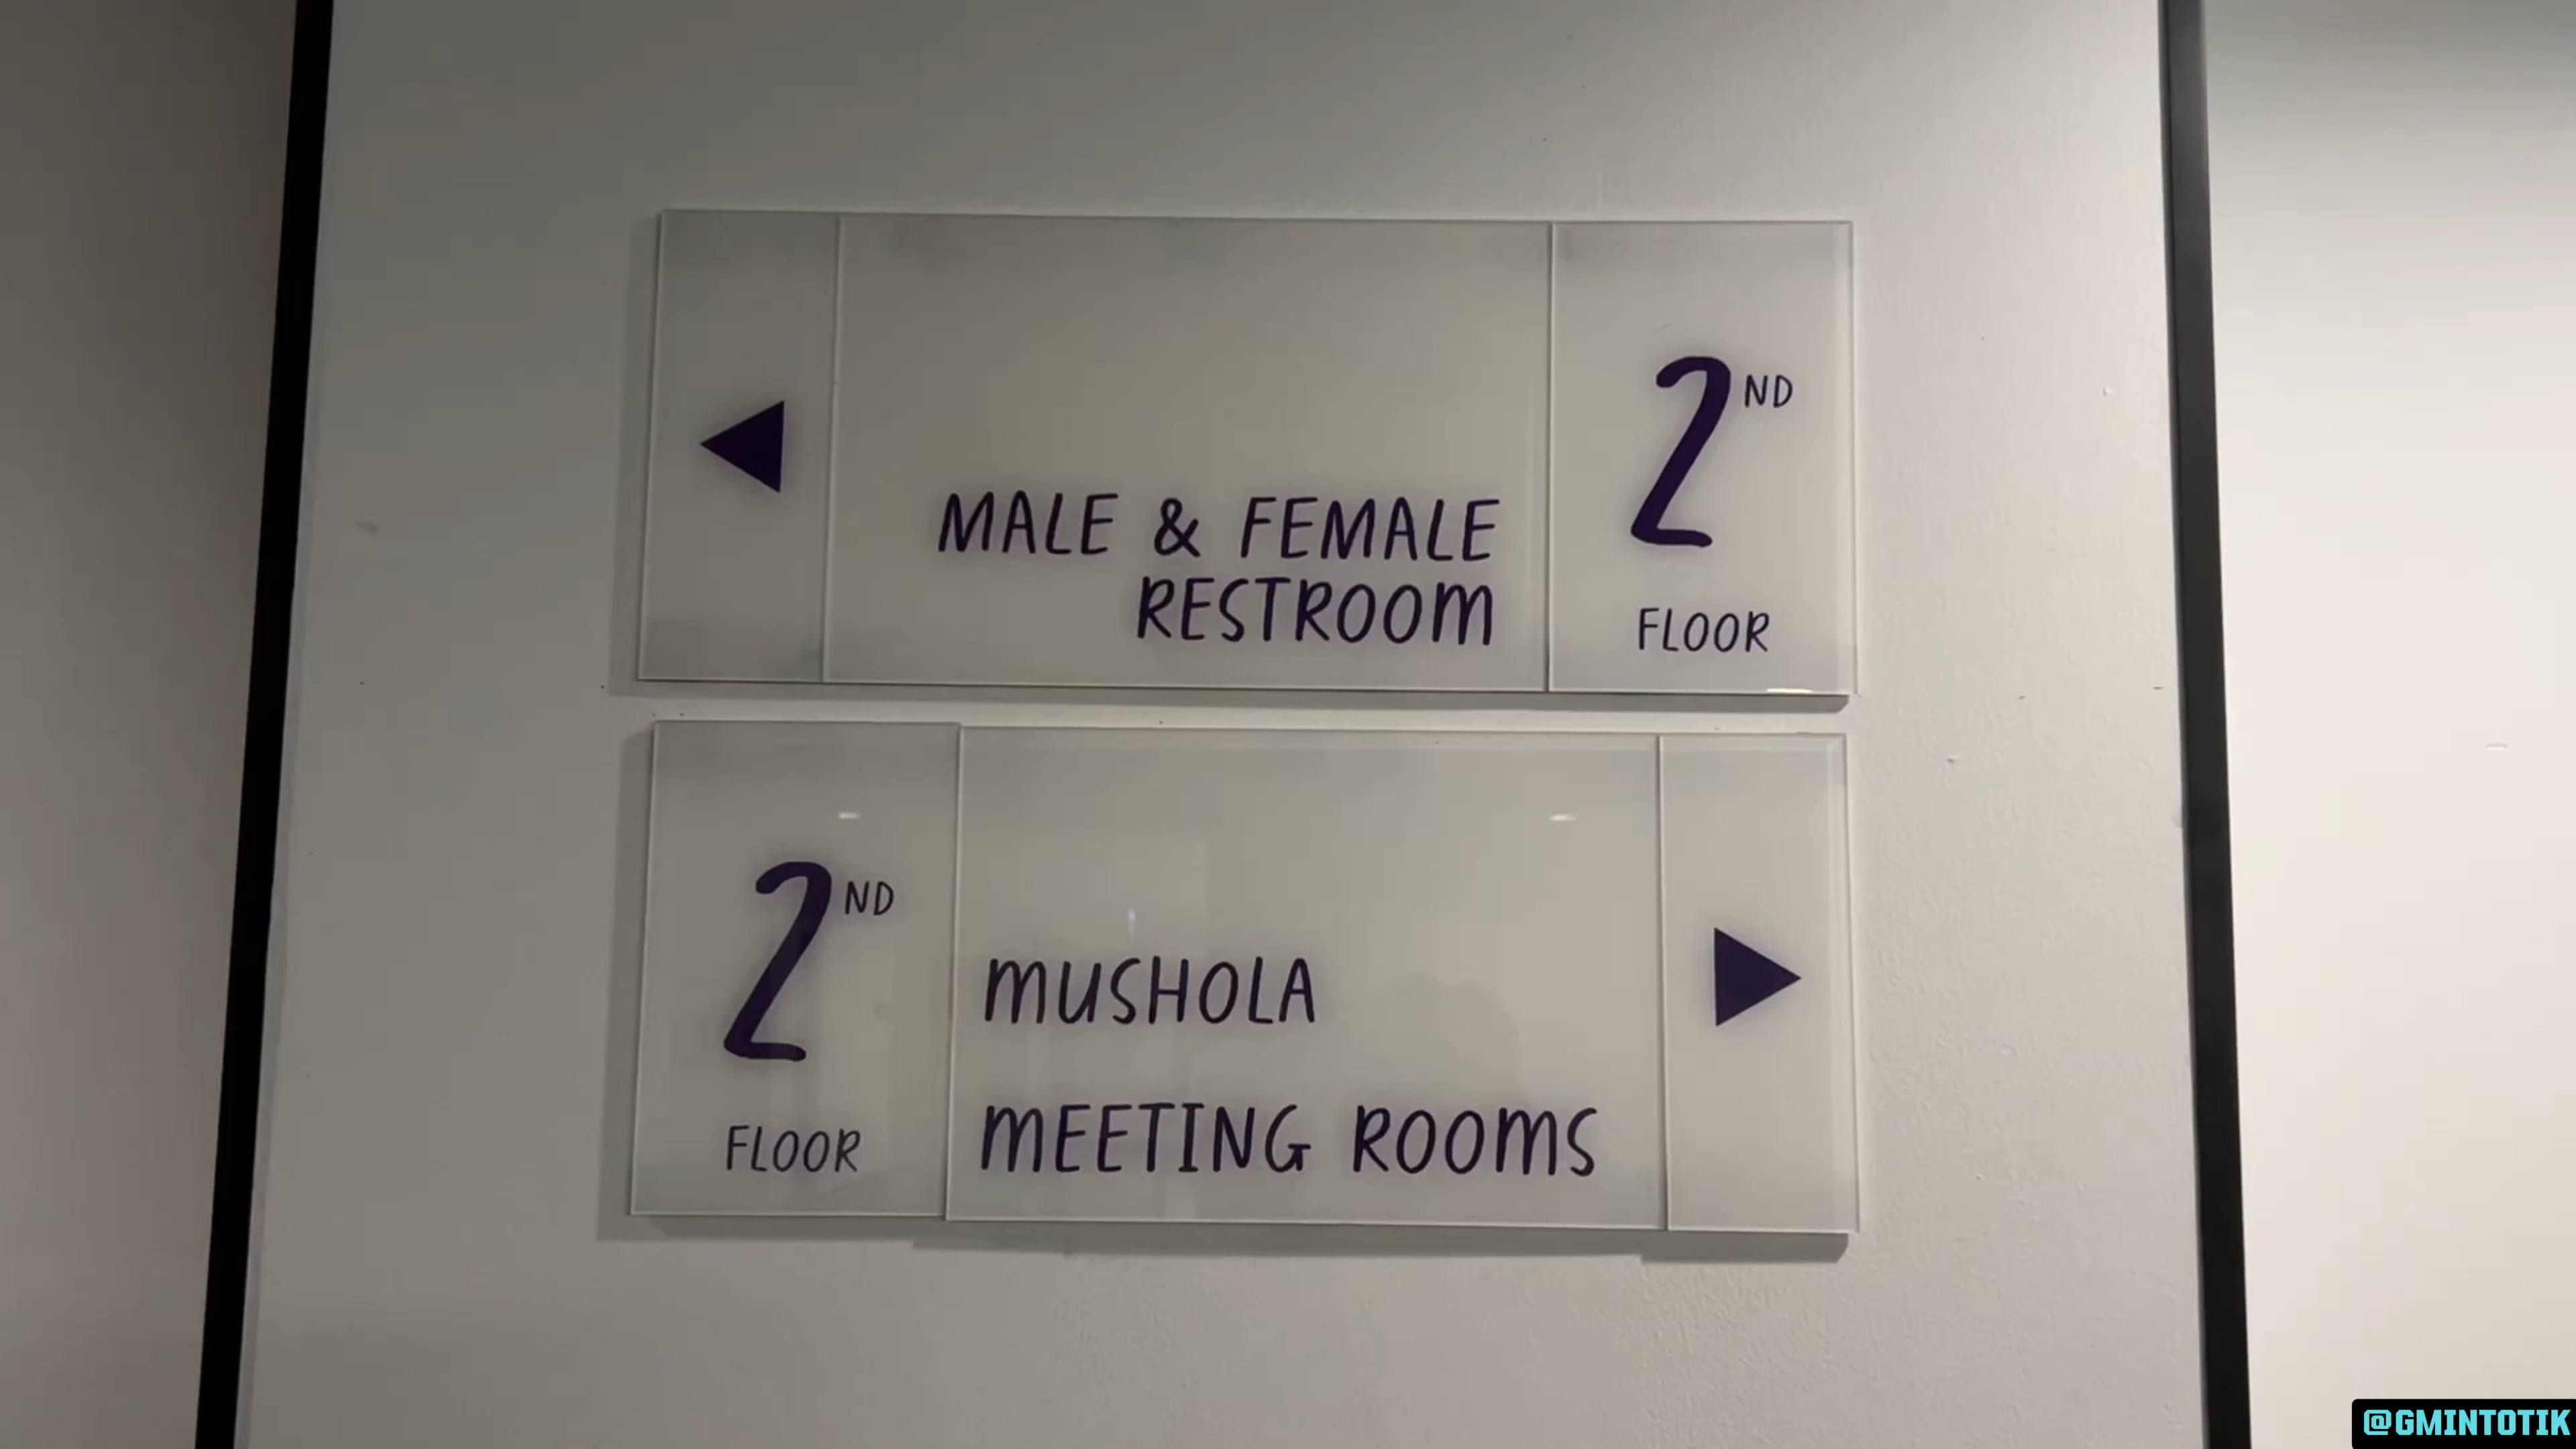 MALE & FEMALE
RESTROOM
2ND
FLOOR
2ND
FLOOR
MUSHOLA
MEETING ROOMS
@GMINTOTIK